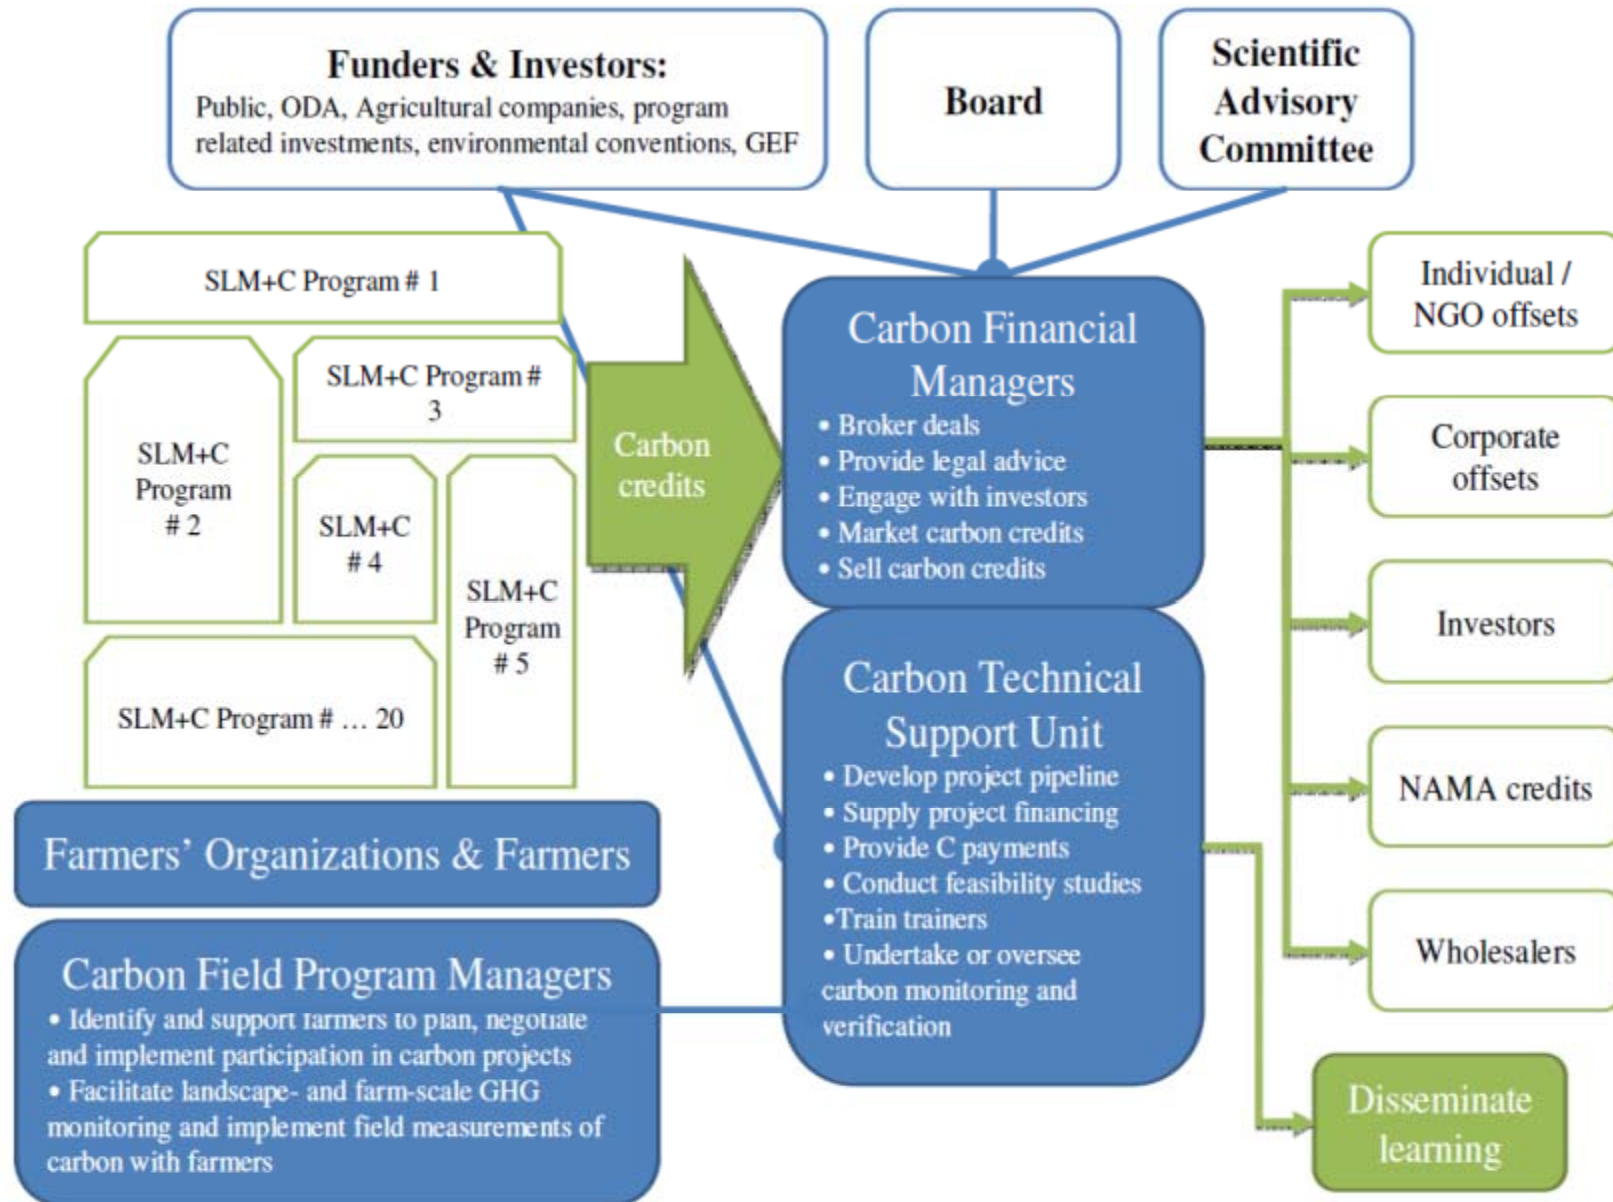 Funders & Investors:
Public, ODA, Agricultural companies, program
related investments, environmental conventions, GEF
Board
Scientific
Advisory
Committee
SLM+C Program # 1
SLM+C
Program
# 2
SLM+C Program #
3
SLM+C
# 4
SLM+C
Program
# 5
SLM+C Program # … 20
Carbon
credits
Farmers’ Organizations & Farmers
Carbon Field Program Managers
• Identify and support farmers to plan, negotiate
and implement participation in carbon projects
• Facilitate landscape- and farm-scale GHG
monitoring and implement field measurements of
carbon with farmers
Carbon Financial
Managers
• Broker deals
• Provide legal advice
• Engage with investors
• Market carbon credits
• Sell carbon credits
Carbon Technical
Support Unit
• Develop project pipeline
• Supply project financing
• Provide C payments
• Conduct feasibility studies
•Train trainers
• Undertake or oversee
carbon monitoring and
verification
Individual /
NGO offsets
Corporate
offsets
Investors
NAMA credits
Wholesalers
Disseminate
learning